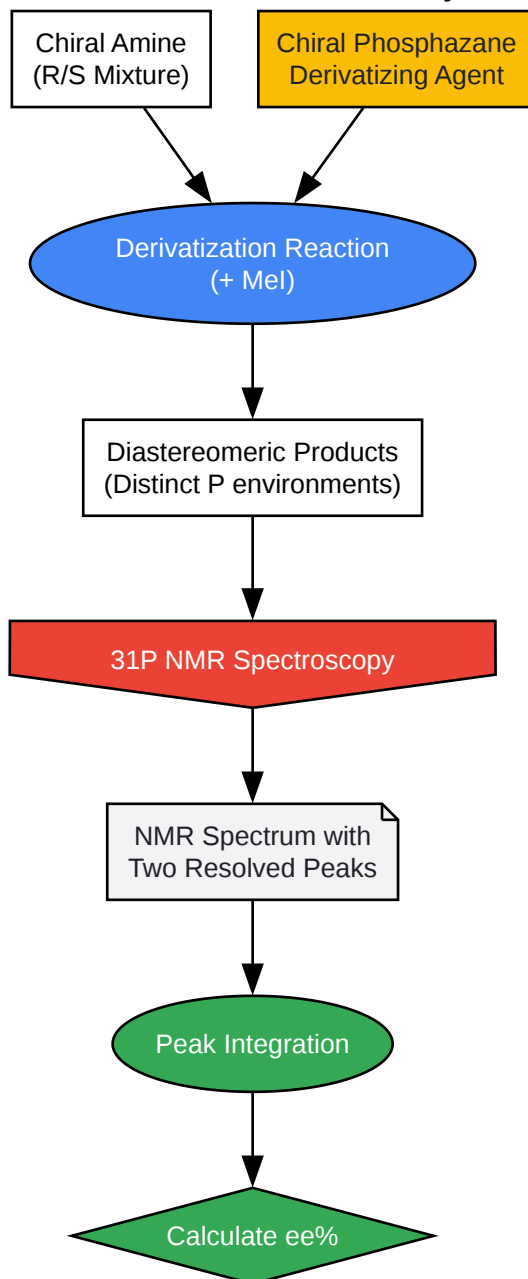 Chiral Amine
(R/S Mixture)
Chiral Phosphazane
Derivatizing Agent
Derivatization Reaction
(+ MeI)
Diastereomeric Products
(Distinct P environments)
31P NMR Spectroscopy
NMR Spectrum with
Two Resolved Peaks
Peak Integration
Calculate ee%